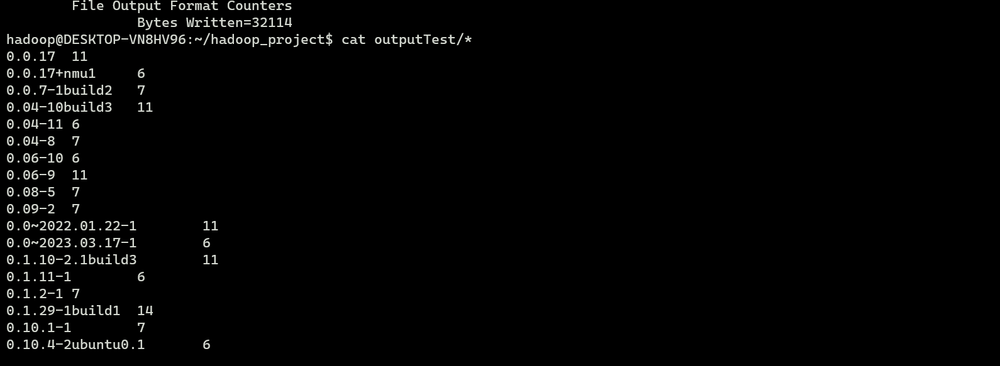 File Output Format Counters
Bytes Written=32114
hadoop@DESKTOP-VN8HV96:~/hadoop_project$ cat outputTest/*
0.0.17 11
0.0.17+nmu1 6
0.0.7-1build2 7
0.04-10build3 11
0.04-11 6
0.04-8 7
0.06-10 6
0.06-9 11
0.08-5 7
0.09-2 7
0.0~2022.01.22-1 11
0.0~2023.03.17-1 6
0.1.10-2.1build3 11
0.1.11-1 6
0.1.2-1 7
0.1.29-1build1 14
0.10.1-1 7
0.10.4-2ubuntu0.1 6